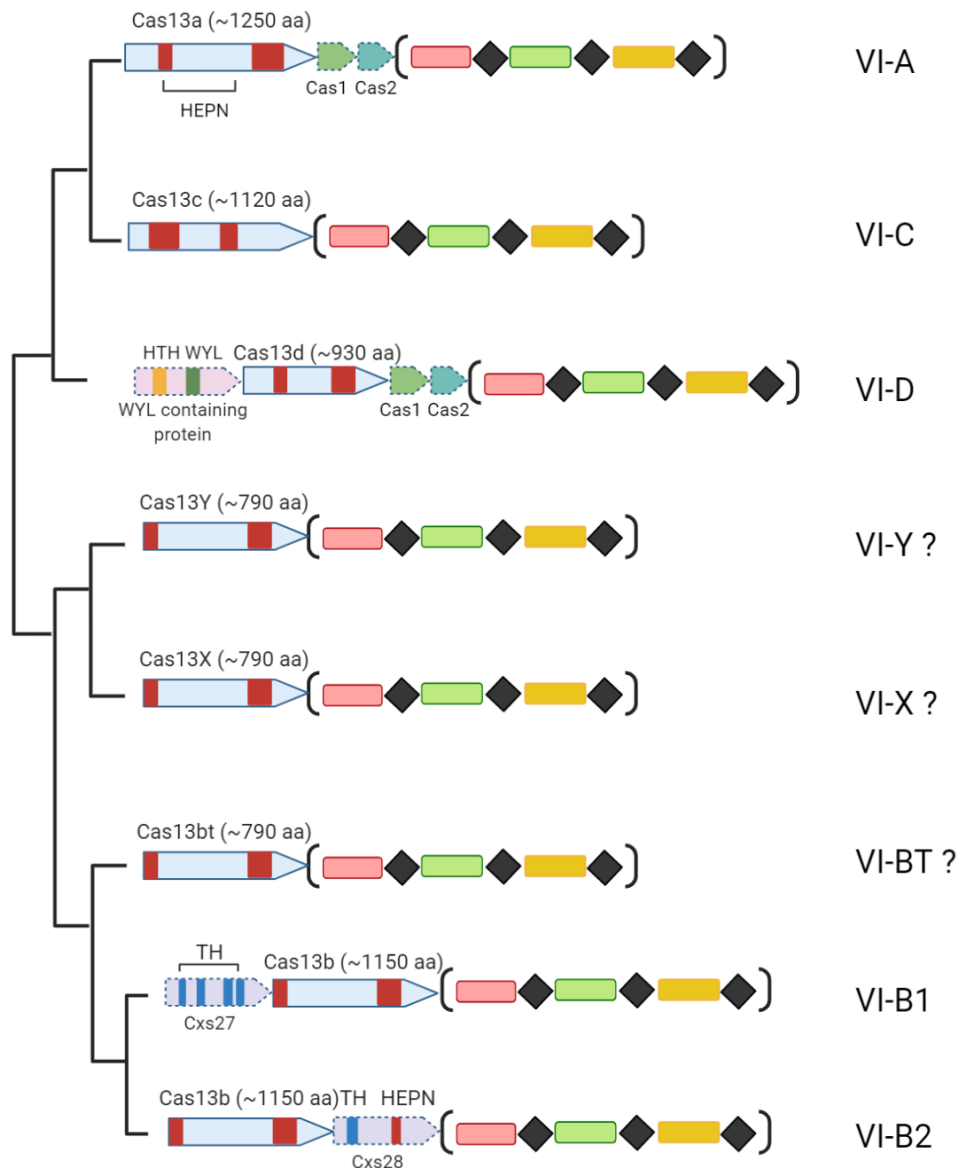 Cas13a (~1250 aa)
Cas1 Cas2
HEPN
VI-A
Cas13c (~1120 aa)
VI-C
HTH WYL Cas13d (~930 aa)
Cas1 Cas2
WYL containing
protein
VI-D
Cas13Y (~790 aa)
VI-Y ?
Cas13X (~790 aa)
VI-X ?
Cas13bt (~790 aa)
VI-BT ?
TH
Cas13b (~1150 aa)
Cxs27
VI-B1
Cas13b (~1150 aa) TH HEPN
Cxs28
VI-B2